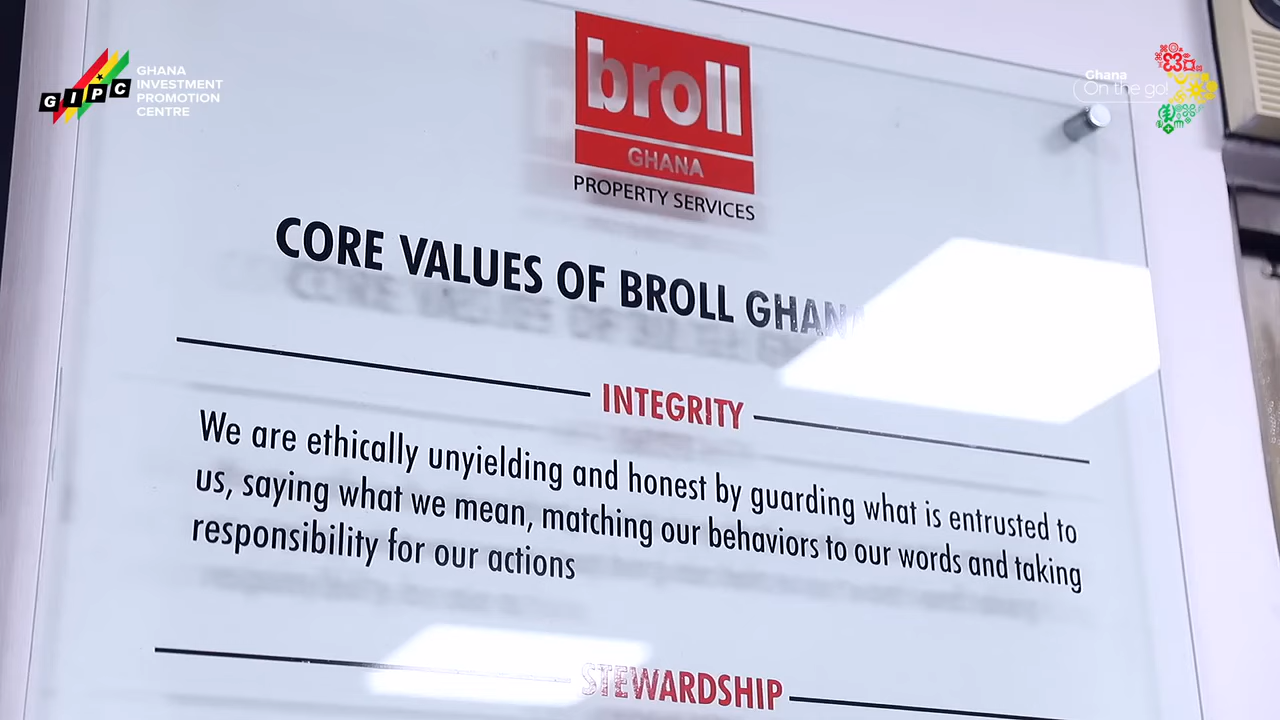 GIPC
GHANA
INVESTMENT
PROMOTION
CENTRE
Ghana
On the go!
broll
GHANA
PROPERTY SERVICES
CORE VALUES OF BROLL GHANA
INTEGRITY
We are ethically unyielding and honest by guarding what is entrusted to
us, saying what we mean, matching our behaviors to our words and taking
responsibility for our actions
STEWARDSHIP